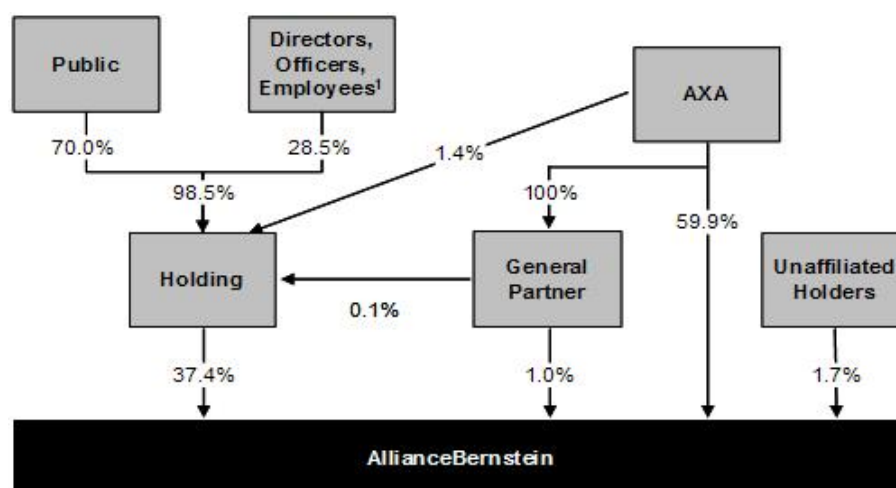 Public
Directors,
Officers,
Employees¹
AXA
70.0%
28.5%
1.4%
98.5%
100%
59.9%
Holding
General
Partner
Unaffiliated
Holders
0.1%
37.4%
1.0%
1.7%
AllianceBernstein